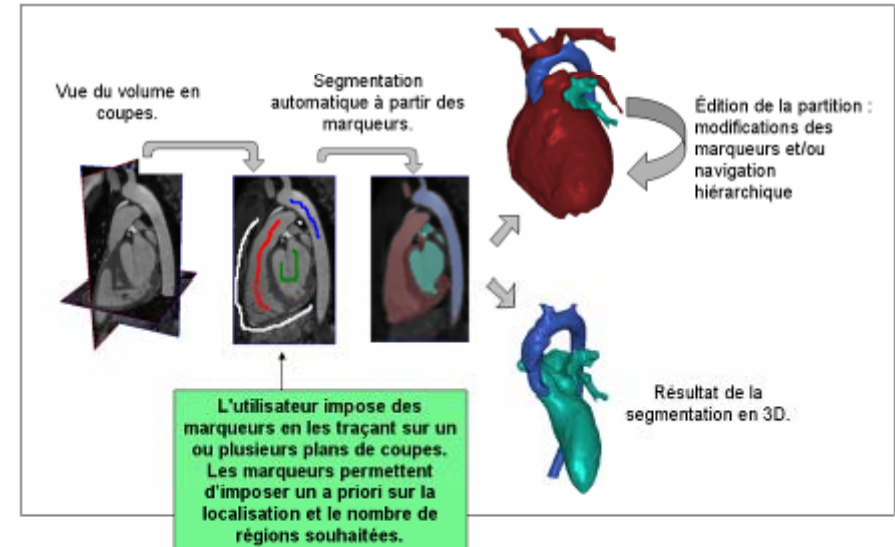 Vue du volume en
coupes.
Segmentation
automatique à partir des
marqueurs.
Édition de la partition :
modifications des
marqueurs et/ou
navigation
hiérarchique
L'utilisateur impose des
marqueurs en les traçant sur un
ou plusieurs plans de coupes.
Les marqueurs permettent
d'imposer un a priori sur la
localisation et le nombre de
régions souhaitées.
Résultat de la
segmentation en 3D.